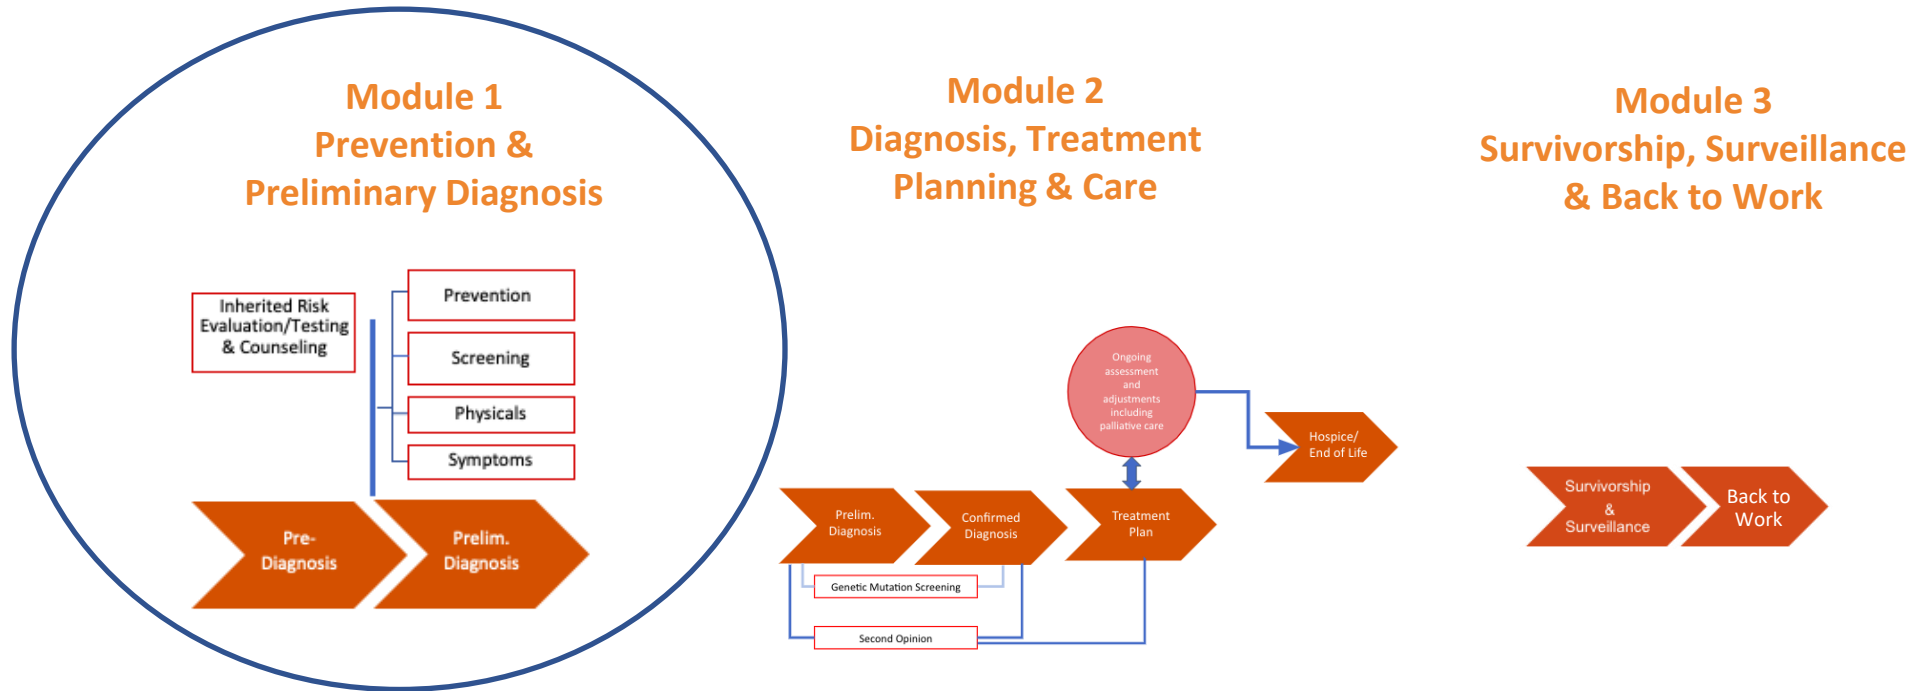 Module 1
Prevention &
Preliminary Diagnosis
Inherited Risk
Evaluation/Testing
& Counseling
Prevention
Screening
Physicals
Symptoms
Pre-
Diagnosis
Prelim.
Diagnosis
Module 2
Diagnosis, Treatment
Planning & Care
Ongoing
assessment
and
adjustments
including
palliative care
Hospice/
End of Life
Prelim.
Diagnosis
Confirmed
Diagnosis
Treatment
Plan
Genetic Mutation Screening
Second Opinion
Module 3
Survivorship, Surveillance
& Back to Work
Survivorship
&
Surveillance
Back to
Work